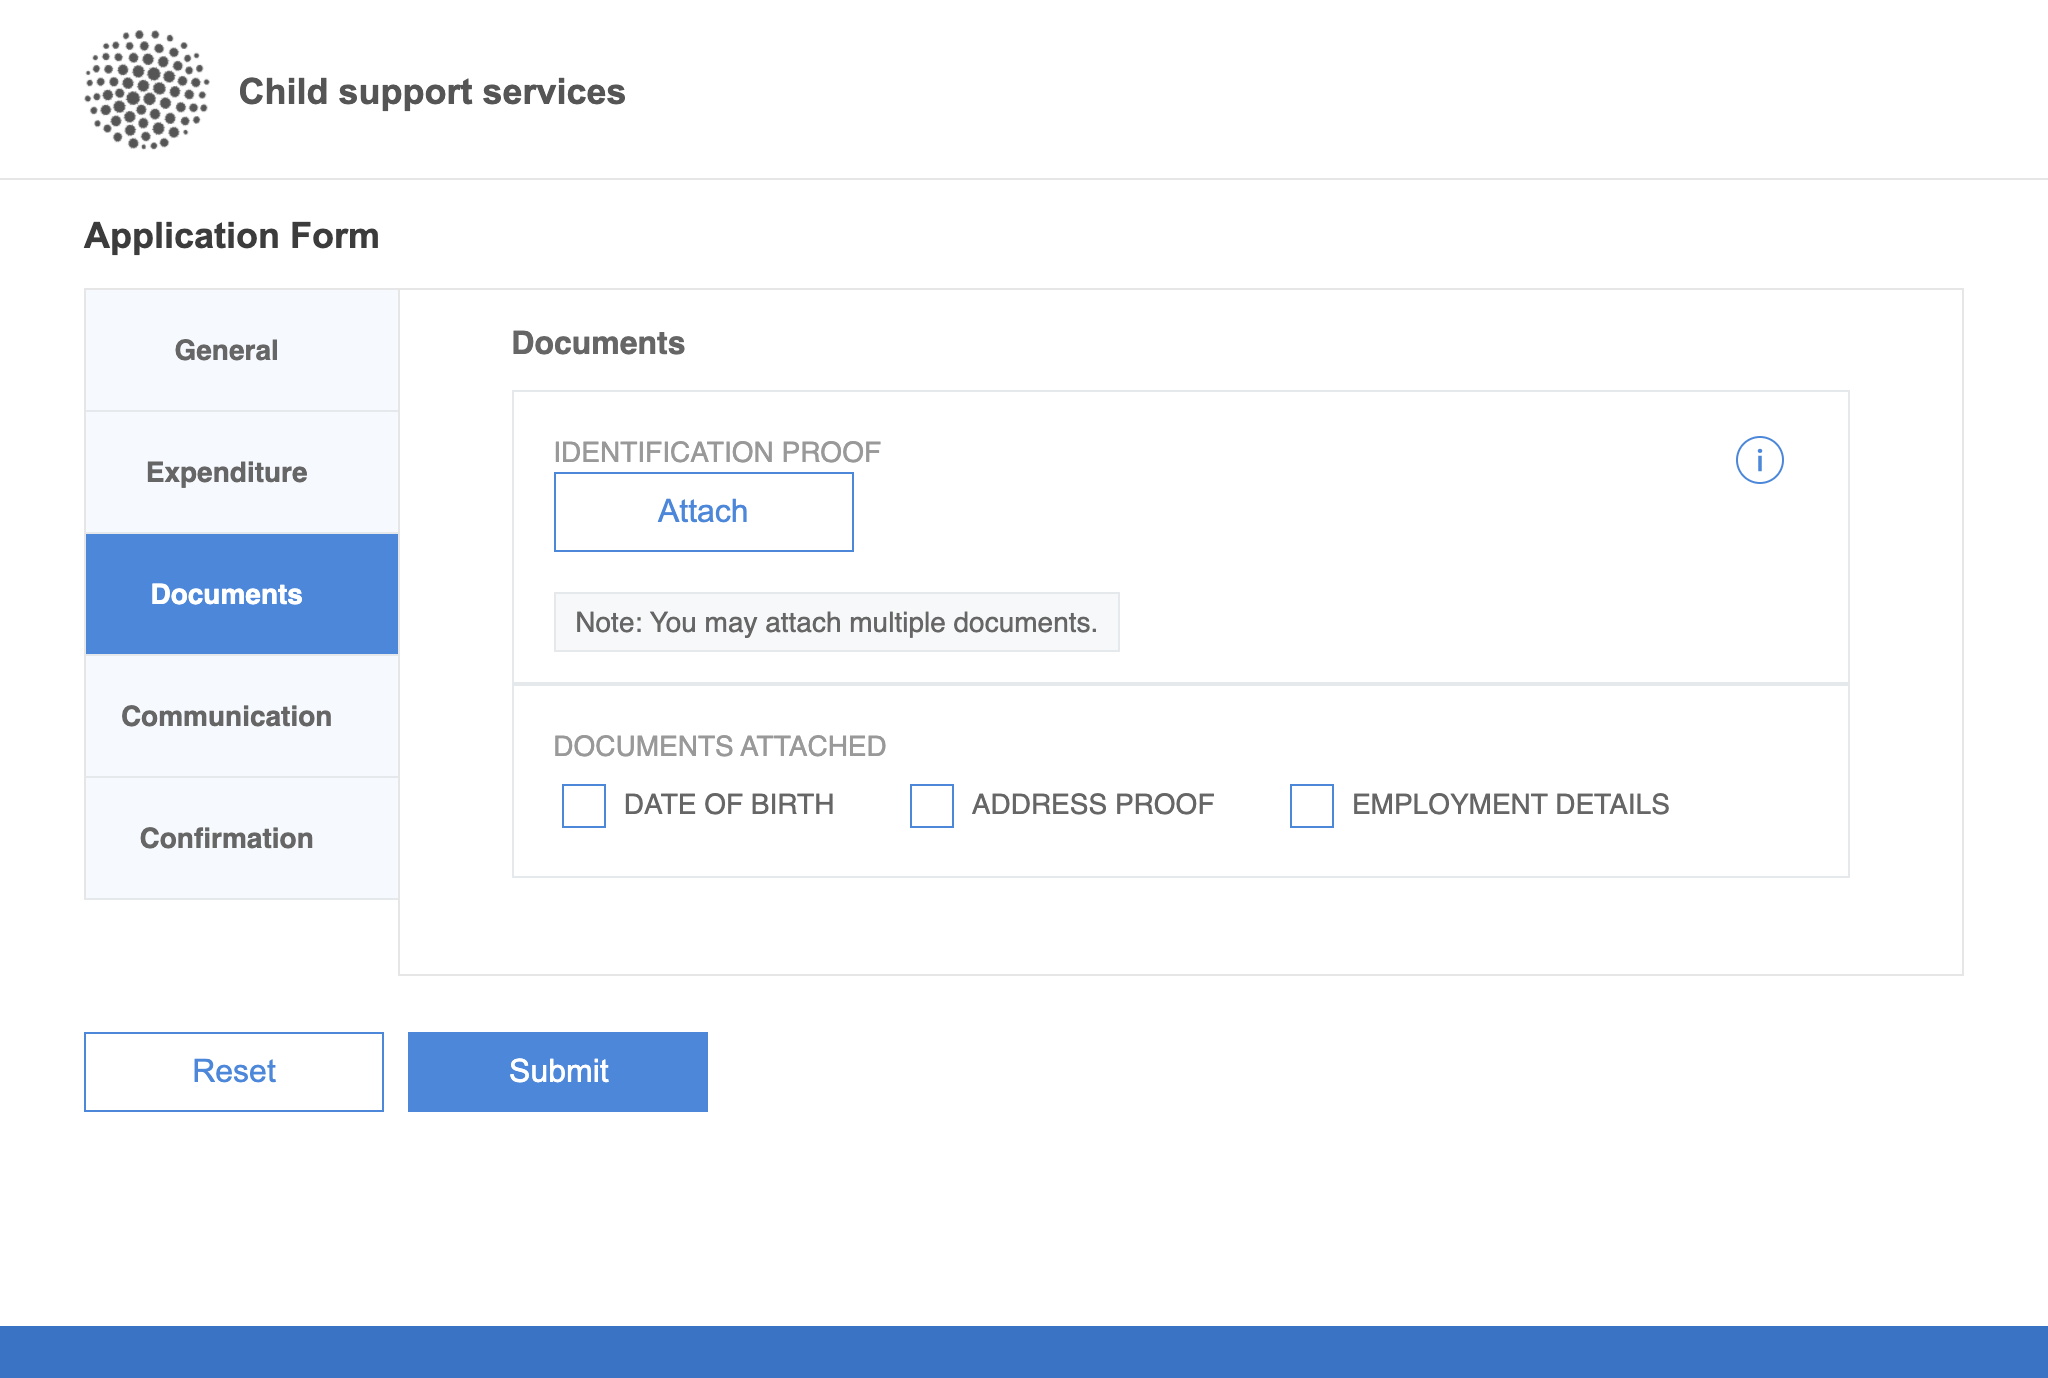 Child support services
Application Form
General
Expenditure
Documents
Communication
Confirmation
Documents
IDENTIFICATION PROOF
i
Attach
Note: You may attach multiple documents.
DOCUMENTS ATTACHED
DATE OF BIRTH
ADDRESS PROOF
EMPLOYMENT DETAILS
Reset
Submit